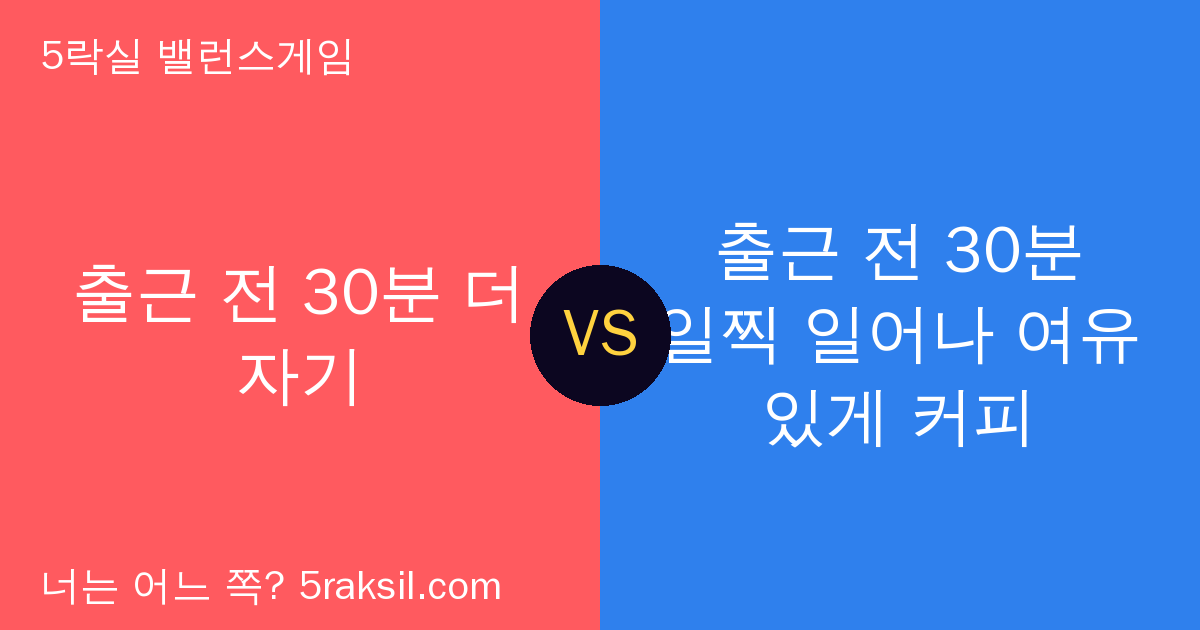 5락실 밸런스게임
출근 전 30분 더
자기
VS
출근 전 30분
일찍 일어나 여유
있게 커피
너는 어느 쪽? 5raksil.com